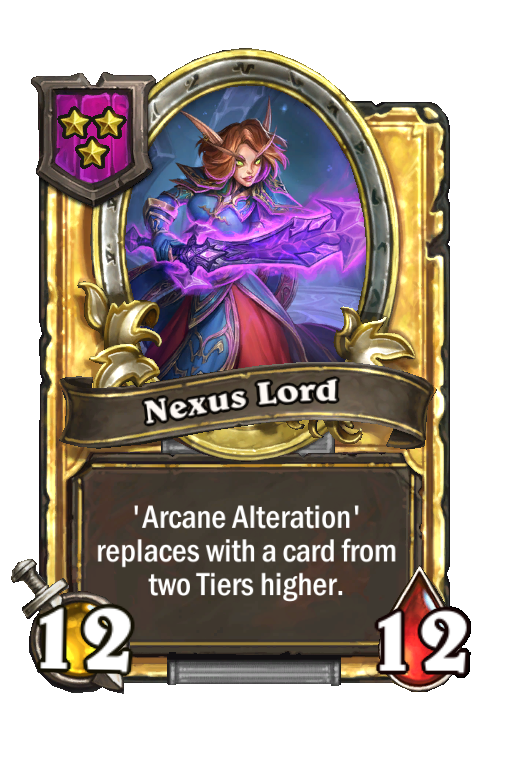 Nexus Lord
'Arcane Alteration'
replaces with a card from
two Tiers higher.
12
12